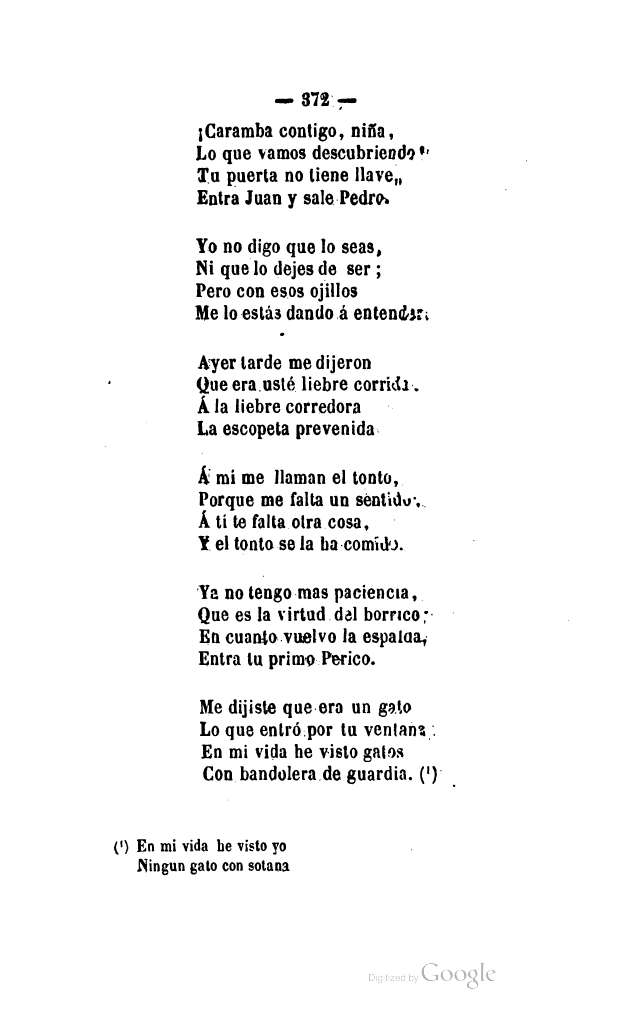 — 372 —
¡Caramba contigo, niña,
Lo que vamos descubriendo!
Tu puerta no tiene llave,
Entra Juan y sale Pedro.

Yo no digo que lo seas,
Ni que lo dejes de ser;
Pero con esos ojillos
Me lo estás dando á entender.

Ayer tarde me dijeron
Que era usté liebre corrida.
Á la liebre corredora
La escopeta prevenida

Á mi me llaman el tonto,
Porque me falta un sentido.
Á ti te falta otra cosa,
Y el tonto se la ha comido.

Ya no tengo mas paciencia,
Que es la virtud del borrico;
En cuanto vuelvo la espalda,
Entra tu primo Perico.

Me dijiste que era un gato
Lo que entró por tu ventana;
En mi vida he visto gatos
Con bandolera de guardia. (¹)

(¹) En mi vida he visto yo
Ningun gato con sotana
Digitized by Google